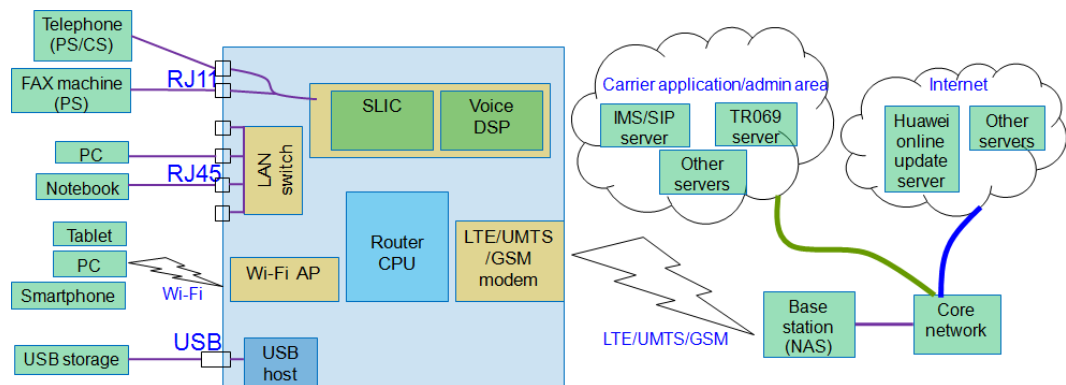 Telephone
(PS/CS)
FAX machine
(PS)
RJ11
SLIC
Voice
DSP
PC
Notebook
RJ45
LAN
switch
Tablet
PC
Smartphone
Wi-Fi
Wi-Fi AP
Router
CPU
LTE/UMTS
/GSM
modem
USB storage
USB
USB
host
Carrier application/admin area
IMS/SIP
server
TR069
server
Other
servers
Internet
Huawei
online
update
server
Other
servers
LTE/UMTS/GSM
Base
station
(NAS)
Core
network